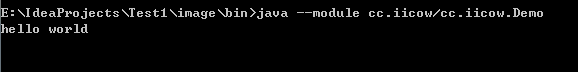 E:\IdeaProjects\Test1\image\bin>java --module cc.iicow/cc.iicow.Demo
hello world